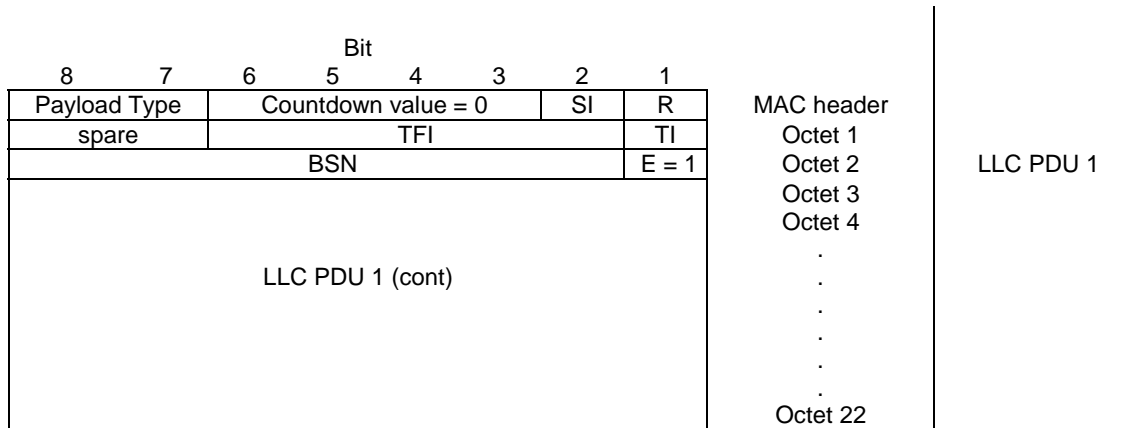 Bit
8 7 6 5 4 3 2 1
Payload Type Countdown value = 0 SI R MAC header
spare TFI TI Octet 1
BSN E = 1 Octet 2 LLC PDU 1
Octet 3
Octet 4
.
LLC PDU 1 (cont) .
.
.
.
.
Octet 22